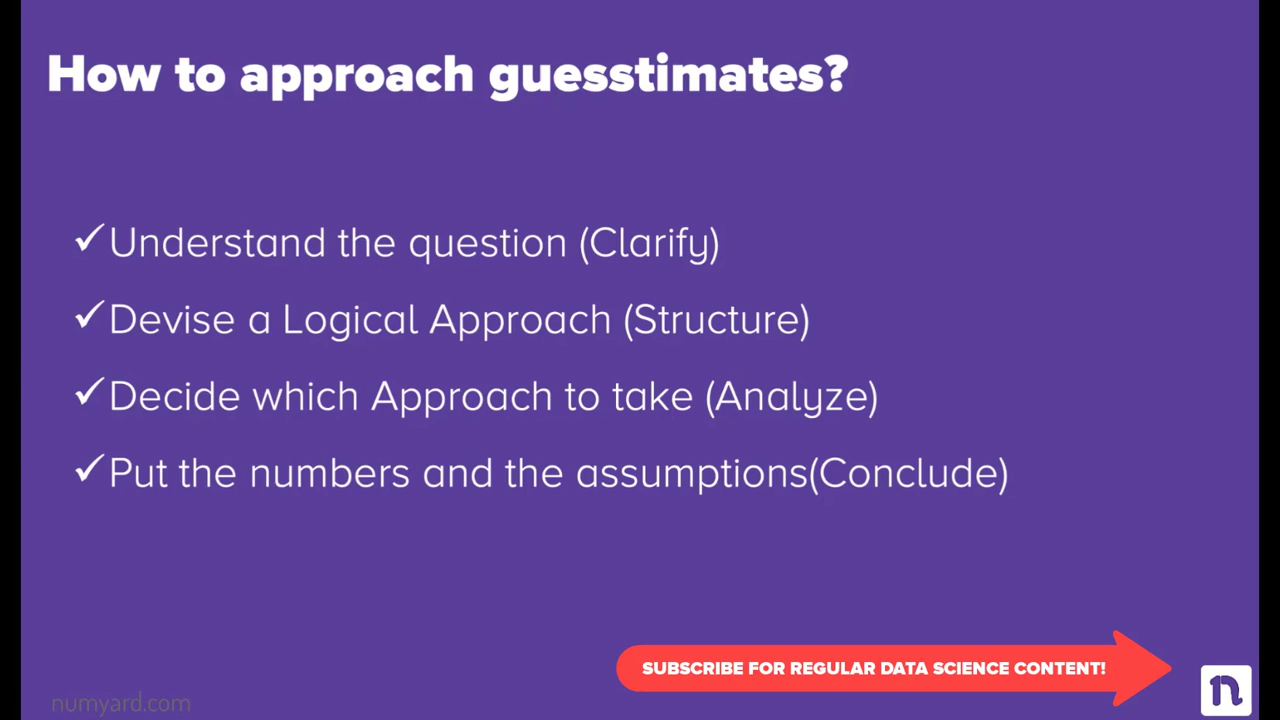 How to approach guesstimates?
✓Understand the question (Clarify)
✓Devise a Logical Approach (Structure)
✓Decide which Approach to take (Analyze)
✓Put the numbers and the assumptions(Conclude)
SUBSCRIBE FOR REGULAR DATA SCIENCE CONTENT!
n
numyard.com